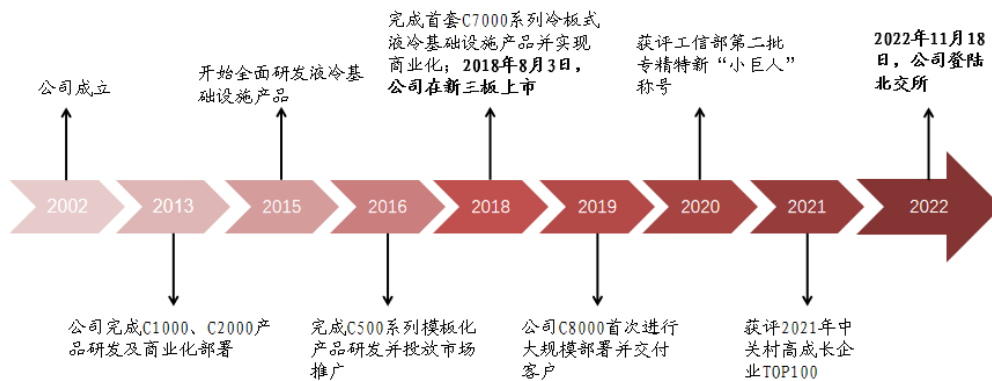 公司成立
开始全面研发液冷基
础设施产品
完成首套C7000系列冷板式
液冷基础设施产品并实现
商业化；2018年8月3日，
公司在新三板上市
获评工信部第二批
专精特新“小巨人”
称号
2022年11月18
日，公司登陆
北交所
2002
2013
2015
2016
2018
2019
2020
2021
2022
公司完成C1000、C2000产
品研发及商业化部署
完成C500系列模板化
产品研发并投放市场
推广
公司C8000首次进行
大规模部署并交付
客户
获评2021年中
关村高成长企
业TOP100